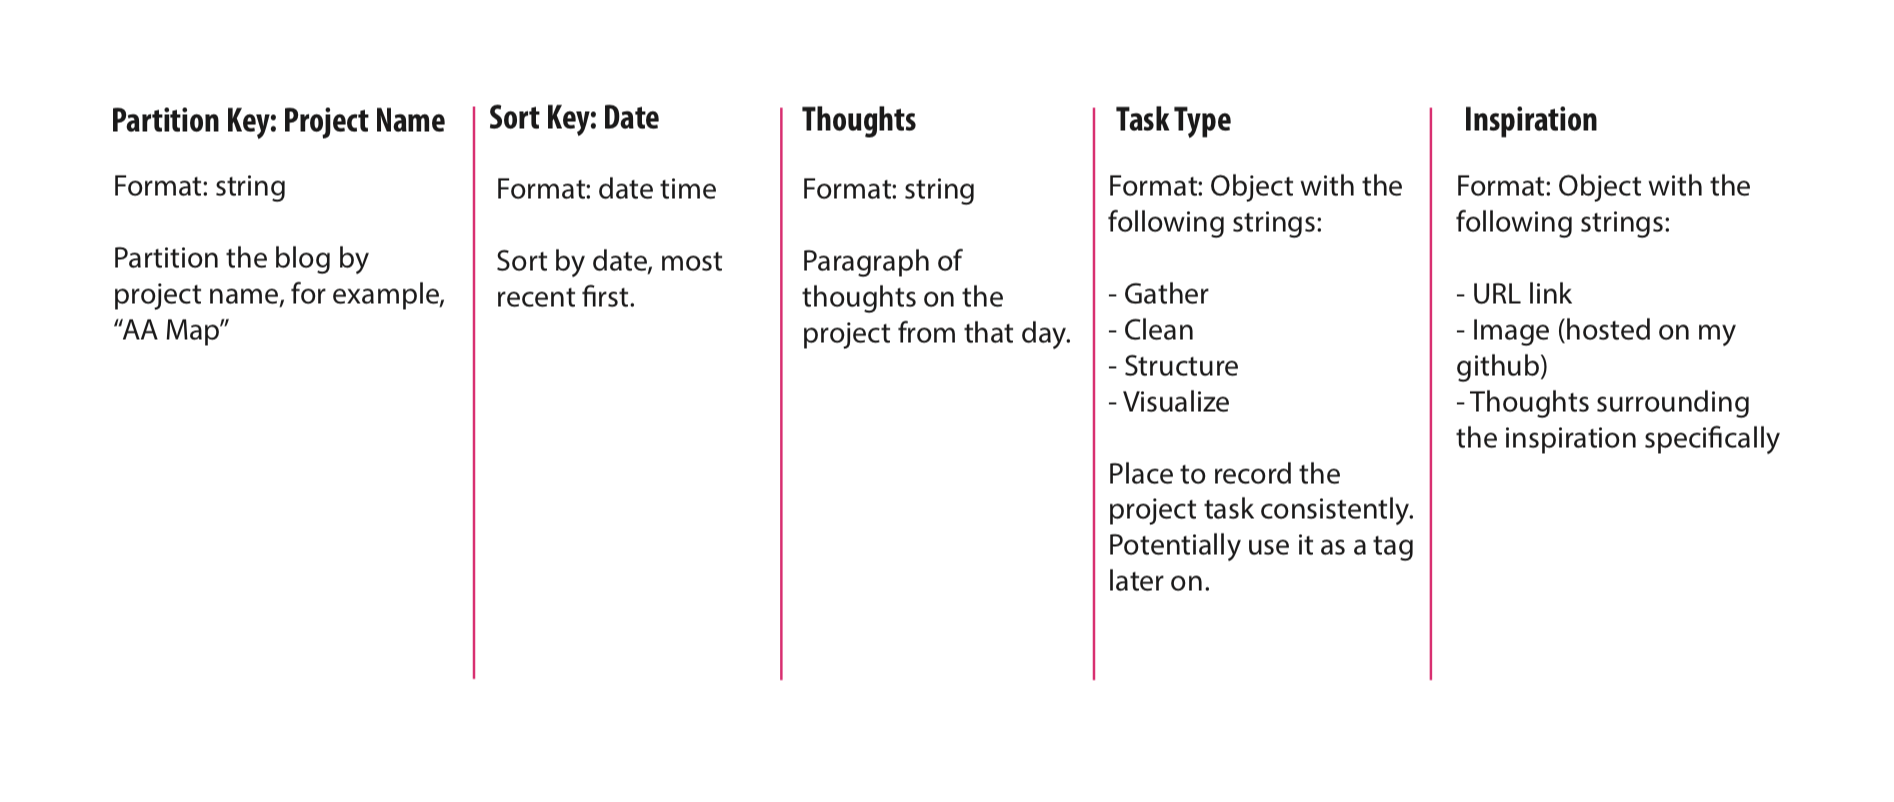 Partition Key: Project Name
Format: string
Partition the blog by
project name, for example,
“AA Map”
Sort Key: Date
Format: date time
Sort by date, most
recent first.
Thoughts
Format: string
Paragraph of
thoughts on the
project from that day.
Task Type
Format: Object with the
following strings:
- Gather
- Clean
- Structure
- Visualize
Place to record the
project task consistently.
Potentially use it as a tag
later on.
Inspiration
Format: Object with the
following strings:
- URL link
- Image (hosted on my
github)
- Thoughts surrounding
the inspiration specifically